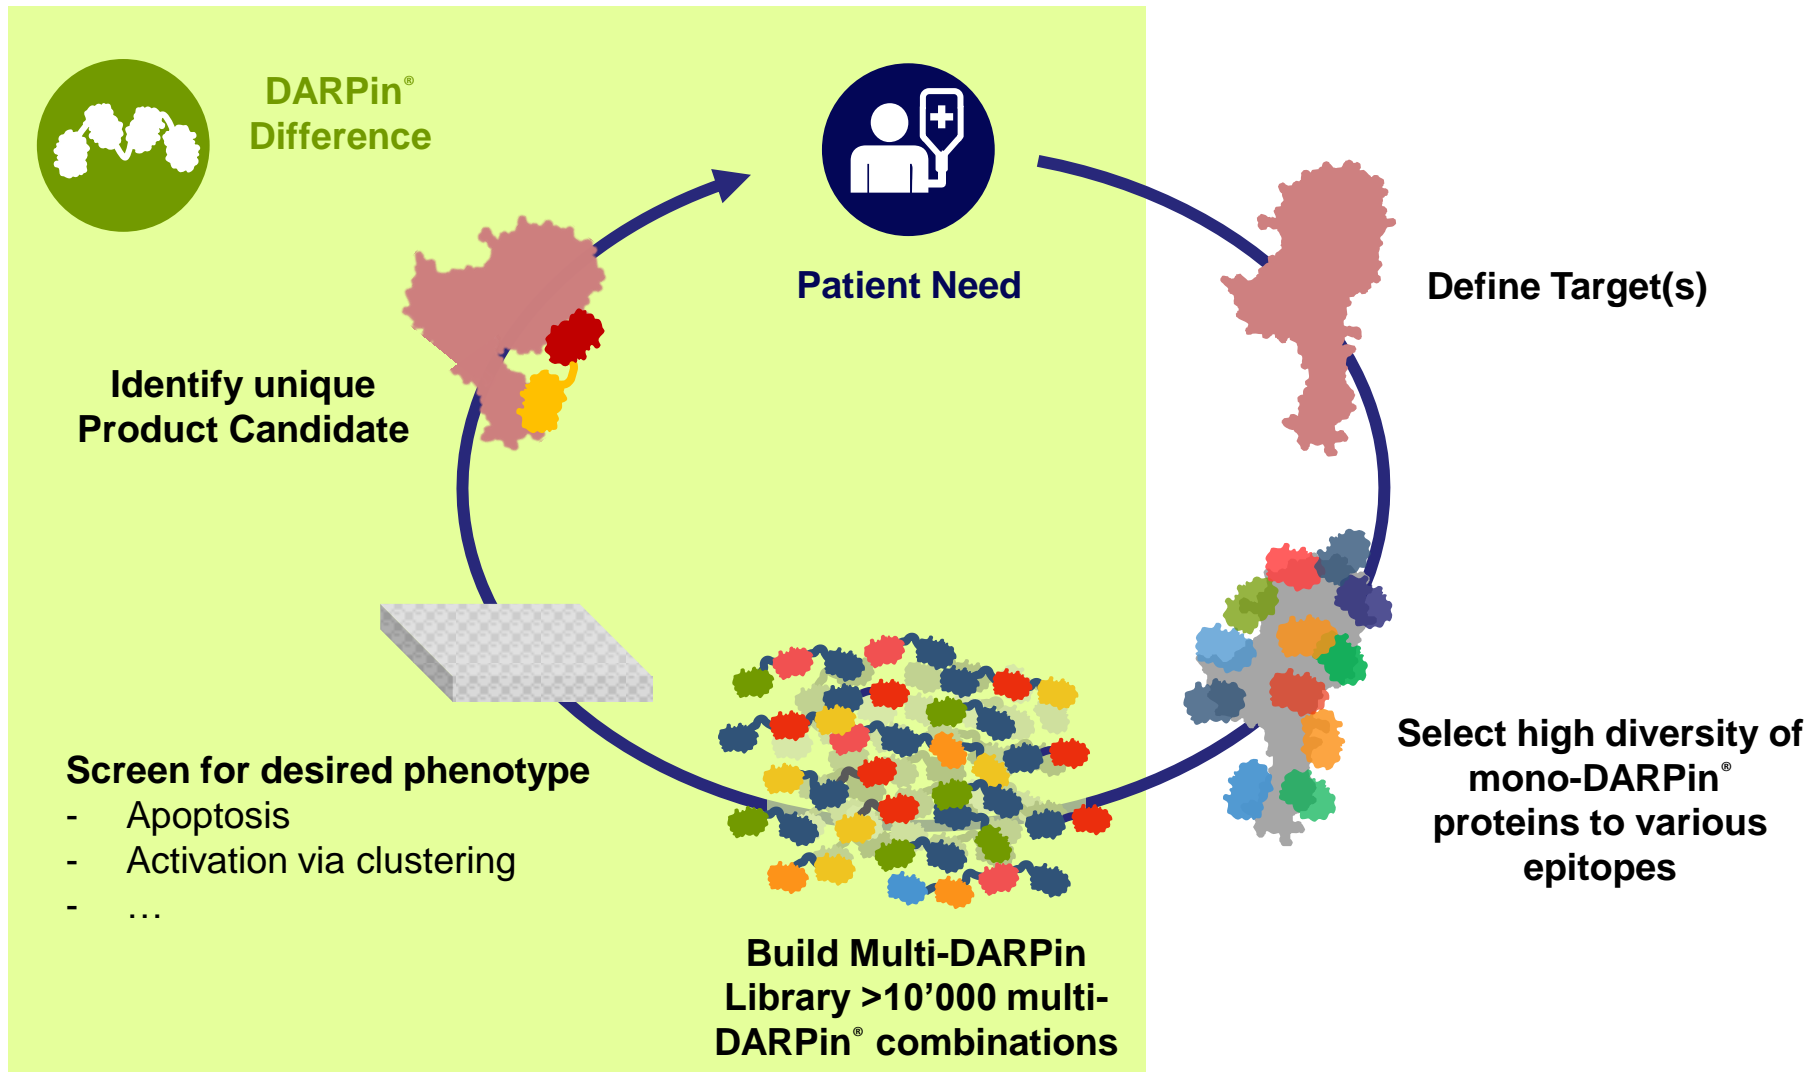 DARPin®
Difference
Patient Need
Define Target(s)
Identify unique
Product Candidate
Select high diversity of
mono-DARPin®
proteins to various
epitopes
Screen for desired phenotype
- Apoptosis
- Activation via clustering
- …
Build Multi-DARPin
Library >10’000 multi-
DARPin® combinations